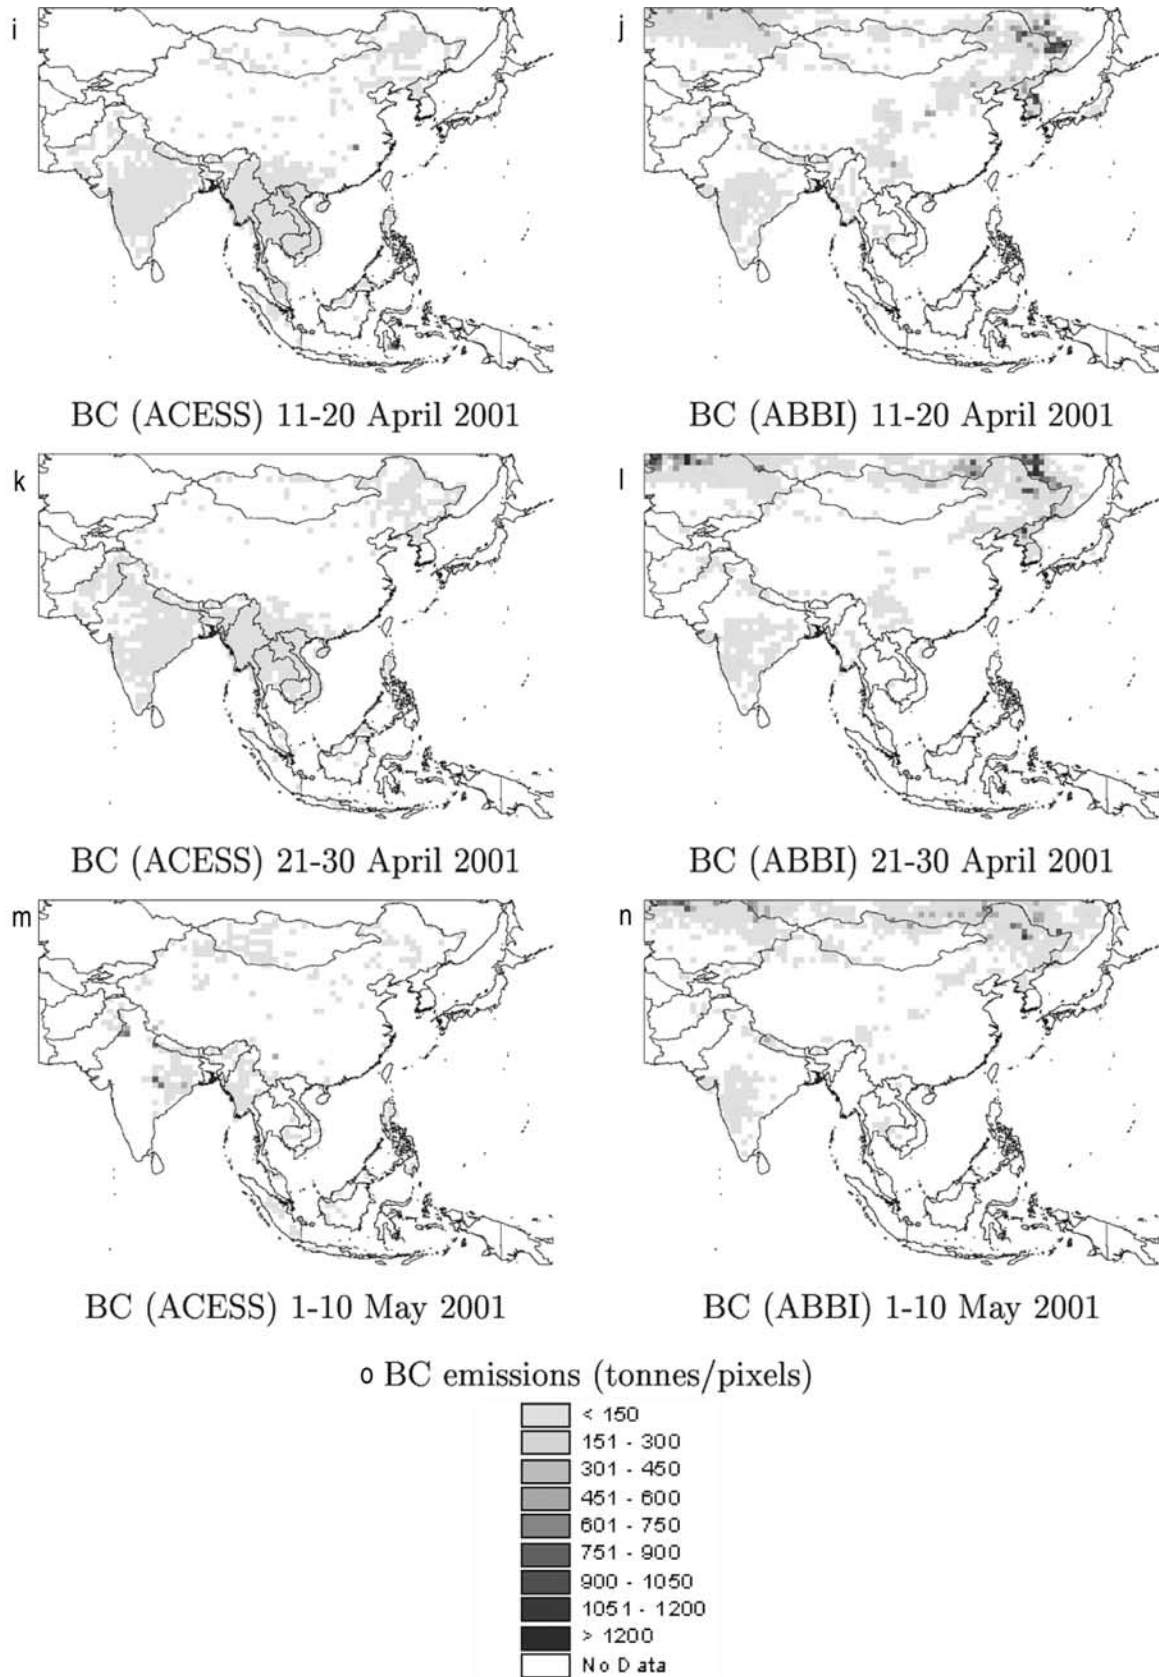 i
j
BC (ACESS) 11-20 April 2001
BC (ABBI) 11-20 April 2001
k
l
BC (ACESS) 21-30 April 2001
BC (ABBI) 21-30 April 2001
m
n
BC (ACESS) 1-10 May 2001
BC (ABBI) 1-10 May 2001
o BC emissions (tonnes/pixels)
< 150
151 - 300
301 - 450
451 - 600
601 - 750
751 - 900
900 - 1050
1051 - 1200
> 1200
No Data